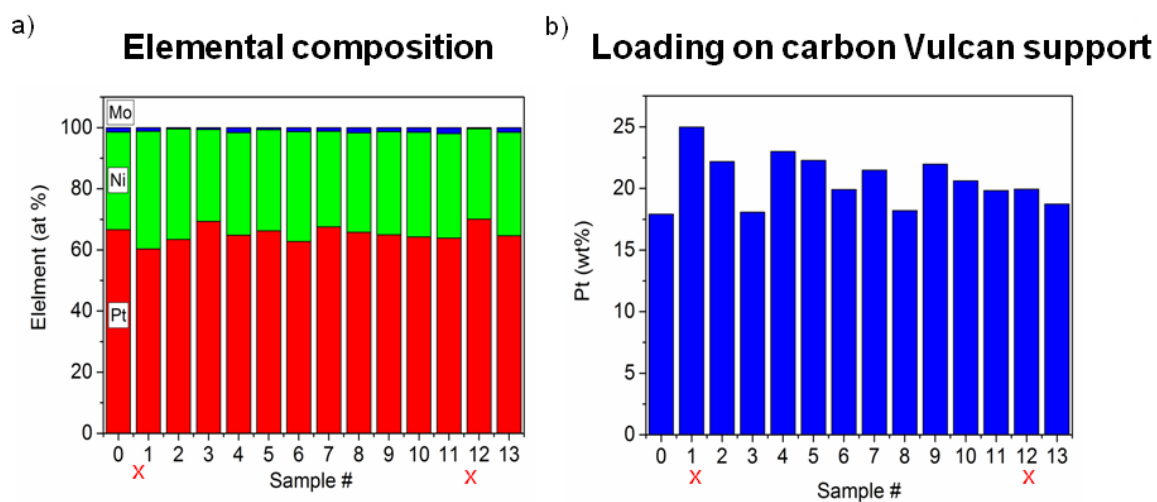 a)
Elemental composition
Elelment (at %)
100
80
60
40
20
0
Mo
Ni
Pt
0 1 2 3 4 5 6 7 8 9 10 11 12 13
X X
Sample #
b)
Loading on carbon Vulcan support
Pt (wt%)
25
20
15
10
5
0
0 1 2 3 4 5 6 7 8 9 10 11 12 13
X X
Sample #